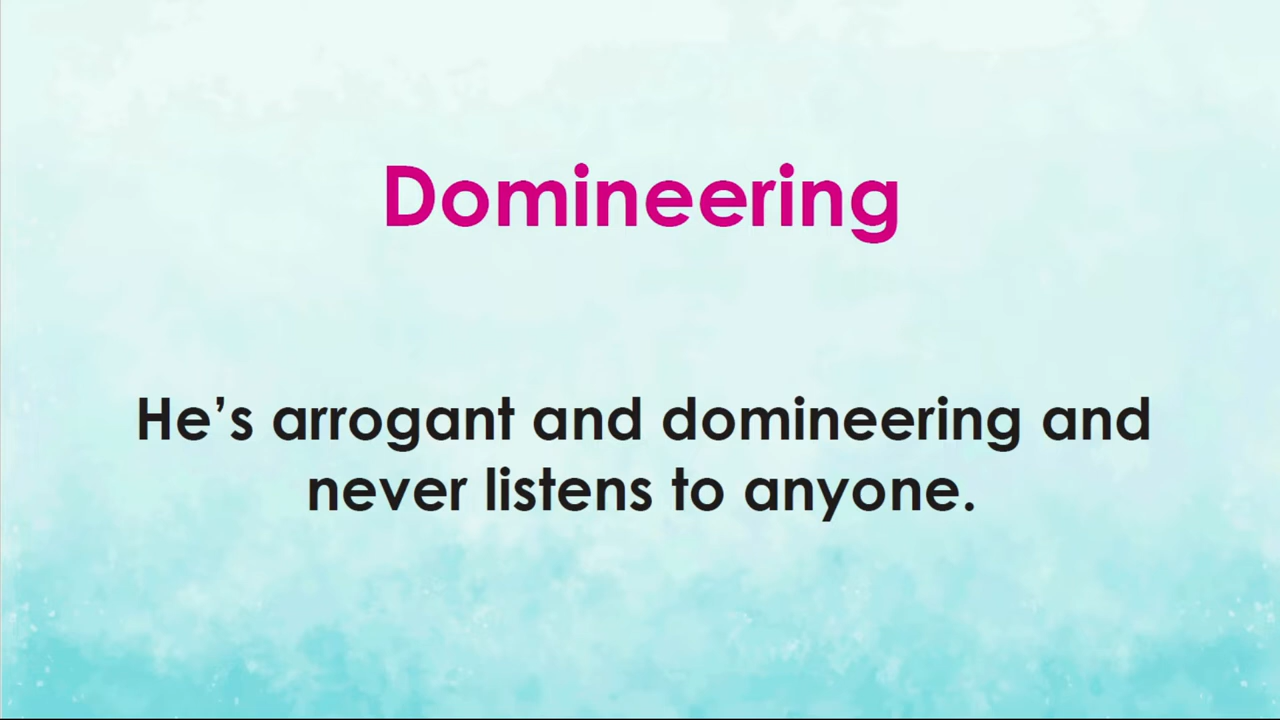 Domineering
He’s arrogant and domineering and
never listens to anyone.